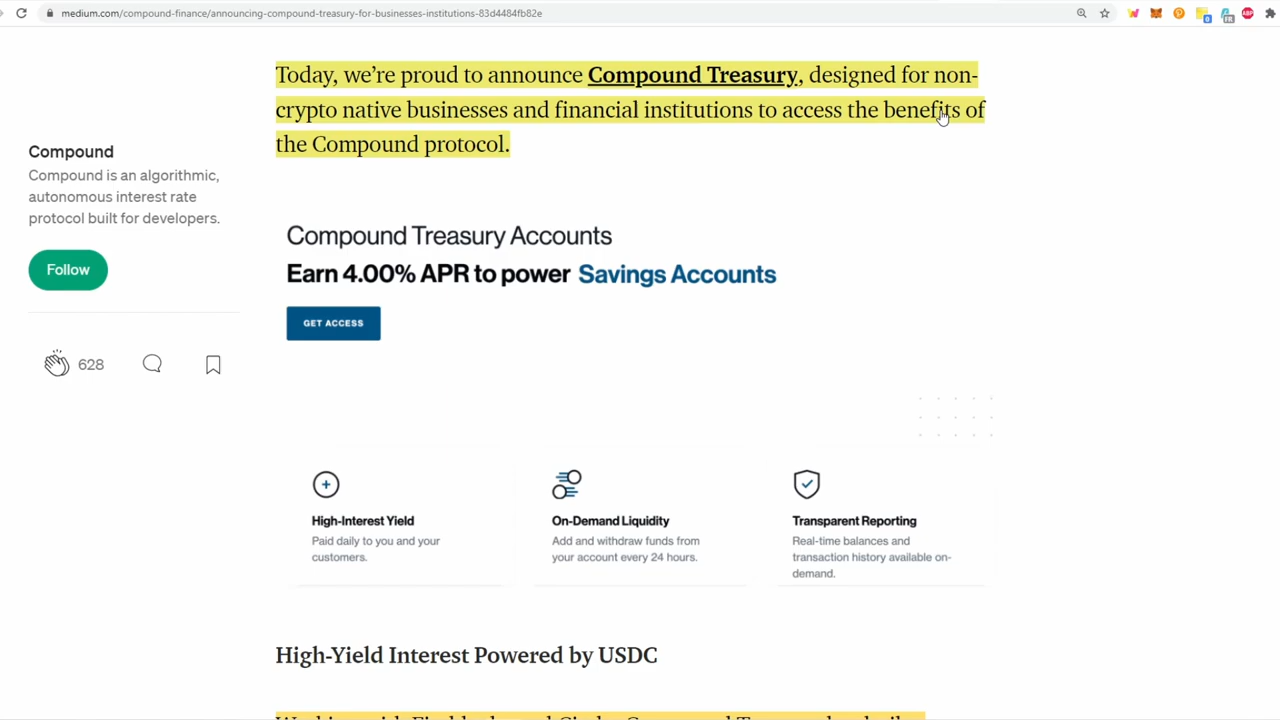 medium.com/compound-finance/announcing-compound-treasury-for-businesses-institutions-83d4484fb82e
Today, we’re proud to announce Compound Treasury, designed for non-
crypto native businesses and financial institutions to access the benefits of
the Compound protocol.
Compound
Compound is an algorithmic,
autonomous interest rate
protocol built for developers.
Follow
628
Compound Treasury Accounts
Earn 4.00% APR to power Savings Accounts
GET ACCESS
High-Interest Yield
Paid daily to you and your
customers.
On-Demand Liquidity
Add and withdraw funds from
your account every 24 hours.
Transparent Reporting
Real-time balances and
transaction history available on-
demand.
High-Yield Interest Powered by USDC